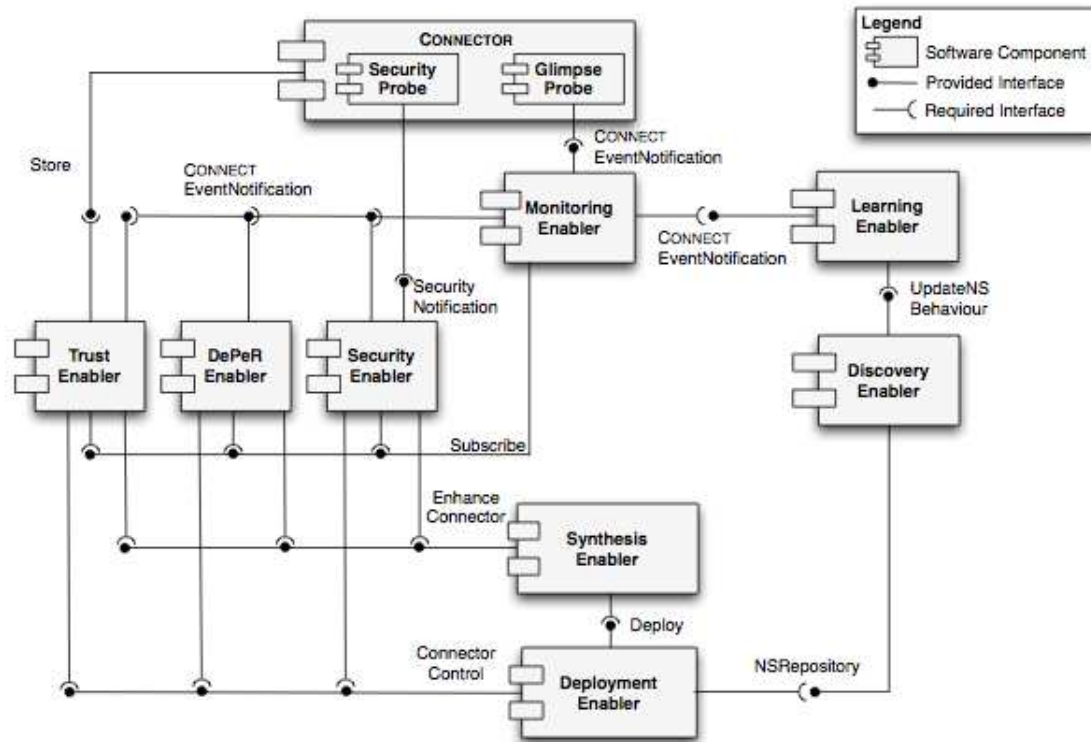 CONNECTOR
Security
Probe
Glimpse
Probe
Legend
Software Component
Provided Interface
Required Interface
Store
CONNECT
EventNotification
CONNECT
EventNotification
Monitoring
Enabler
CONNECT
EventNotification
Learning
Enabler
Security
Notification
UpdateNS
Behaviour
Trust
Enabler
DePeR
Enabler
Security
Enabler
Discovery
Enabler
Subscribe
Enhance
Connector
Synthesis
Enabler
Deploy
Connector
Control
Deployment
Enabler
NSRepository